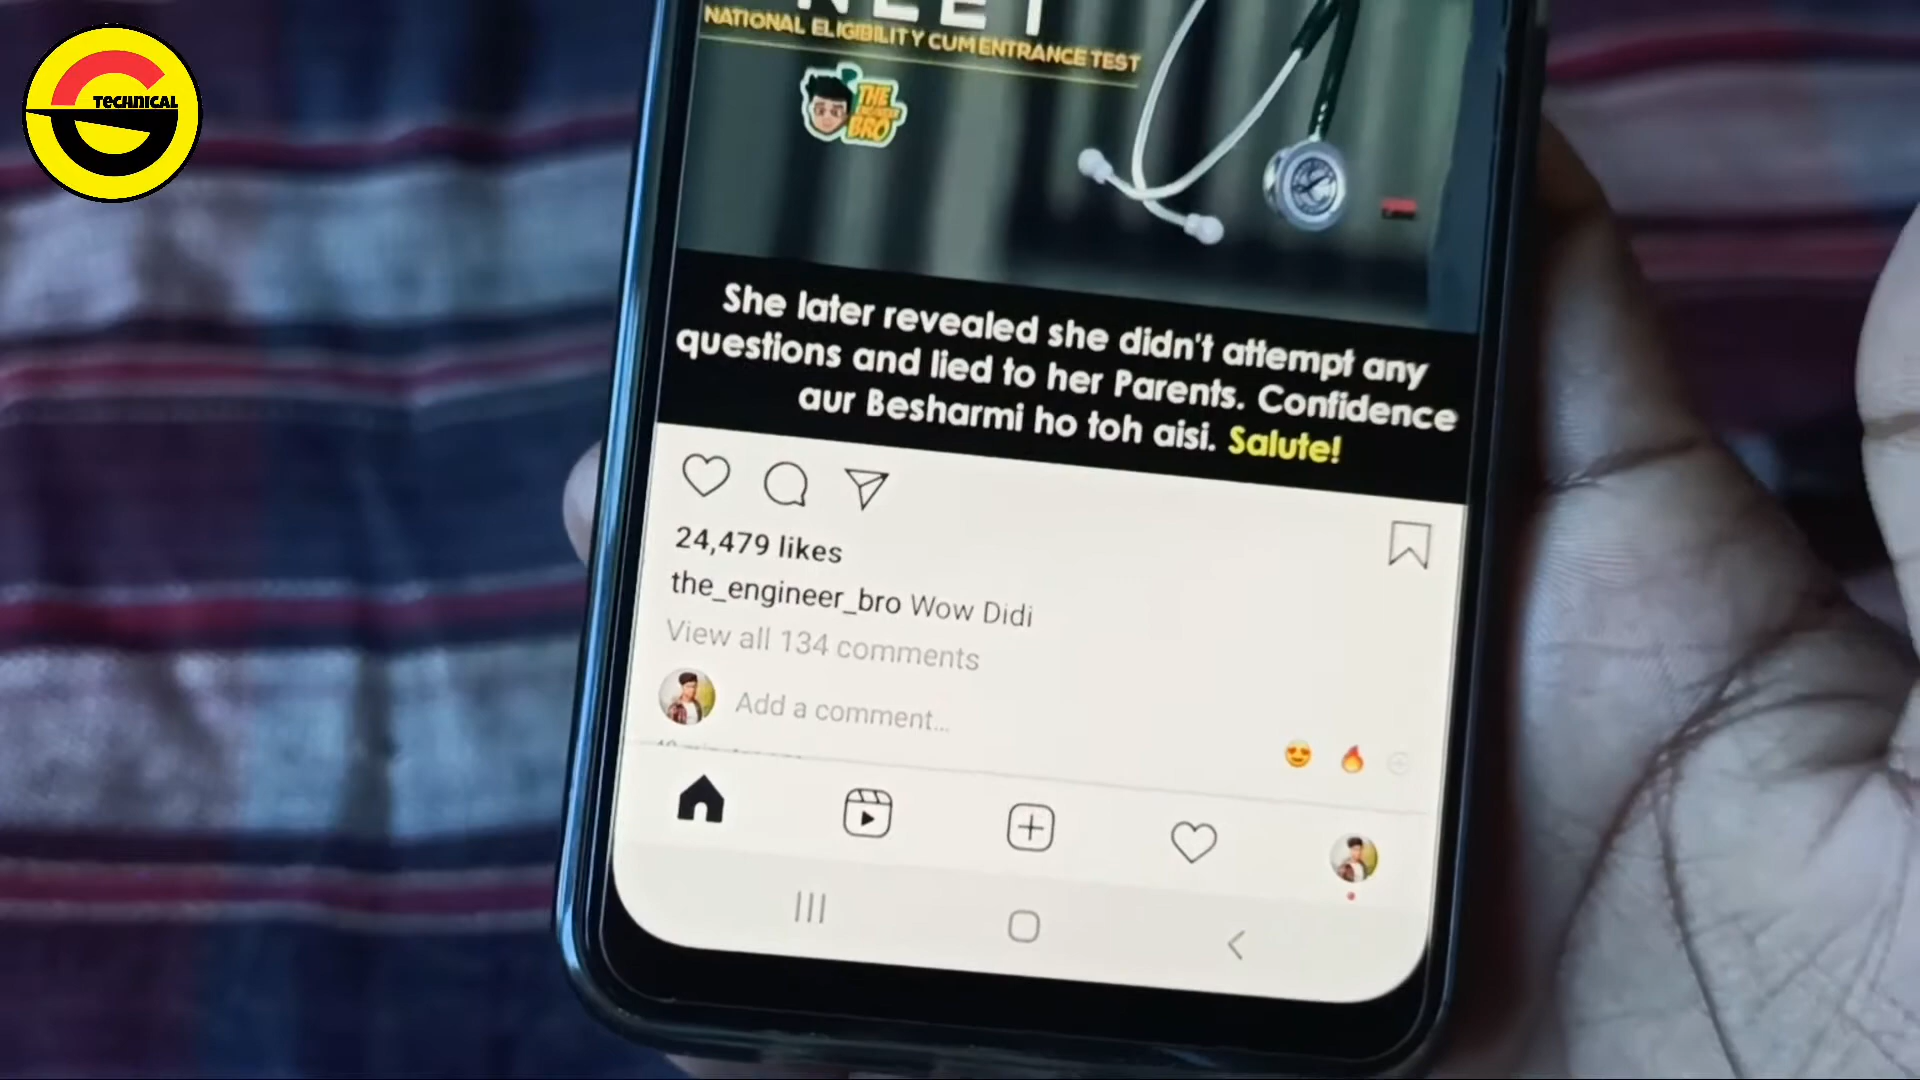 TECHNICAL
NEET
NATIONAL ELIGIBILITY CUM ENTRANCE TEST
THE
ENGINEER
BRO
She later revealed she didn't attempt any
questions and lied to her Parents. Confidence
aur Besharmi ho toh aisi. Salute!
24,479 likes
the_engineer_bro Wow Didi
View all 134 comments
Add a comment...